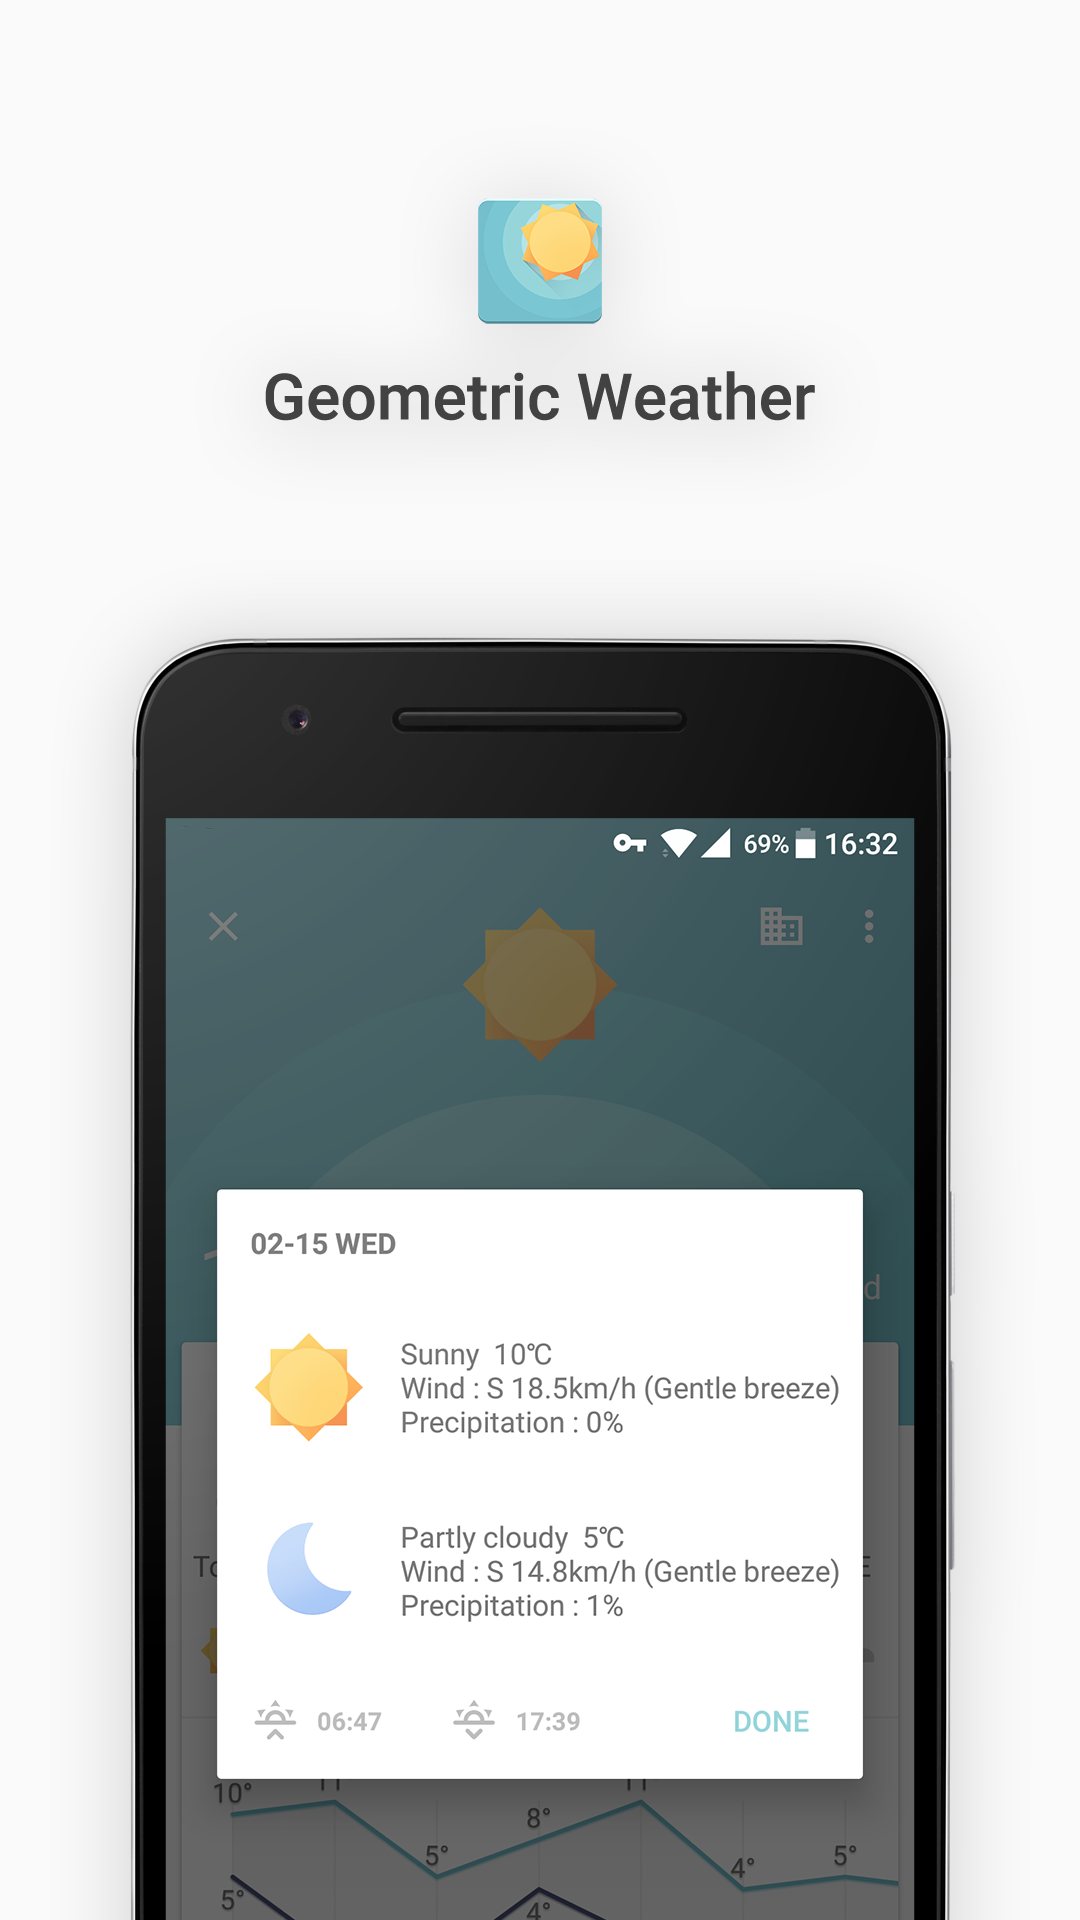 Geometric Weather
69% 16:32
02-15 WED
d
Sunny 10℃
Wind : S 18.5km/h (Gentle breeze)
Precipitation : 0%
Partly cloudy 5℃
Wind : S 14.8km/h (Gentle breeze)
Precipitation : 1%
06:47 17:39 DONE
10°
8°
5°
4°
5°
5°
4°